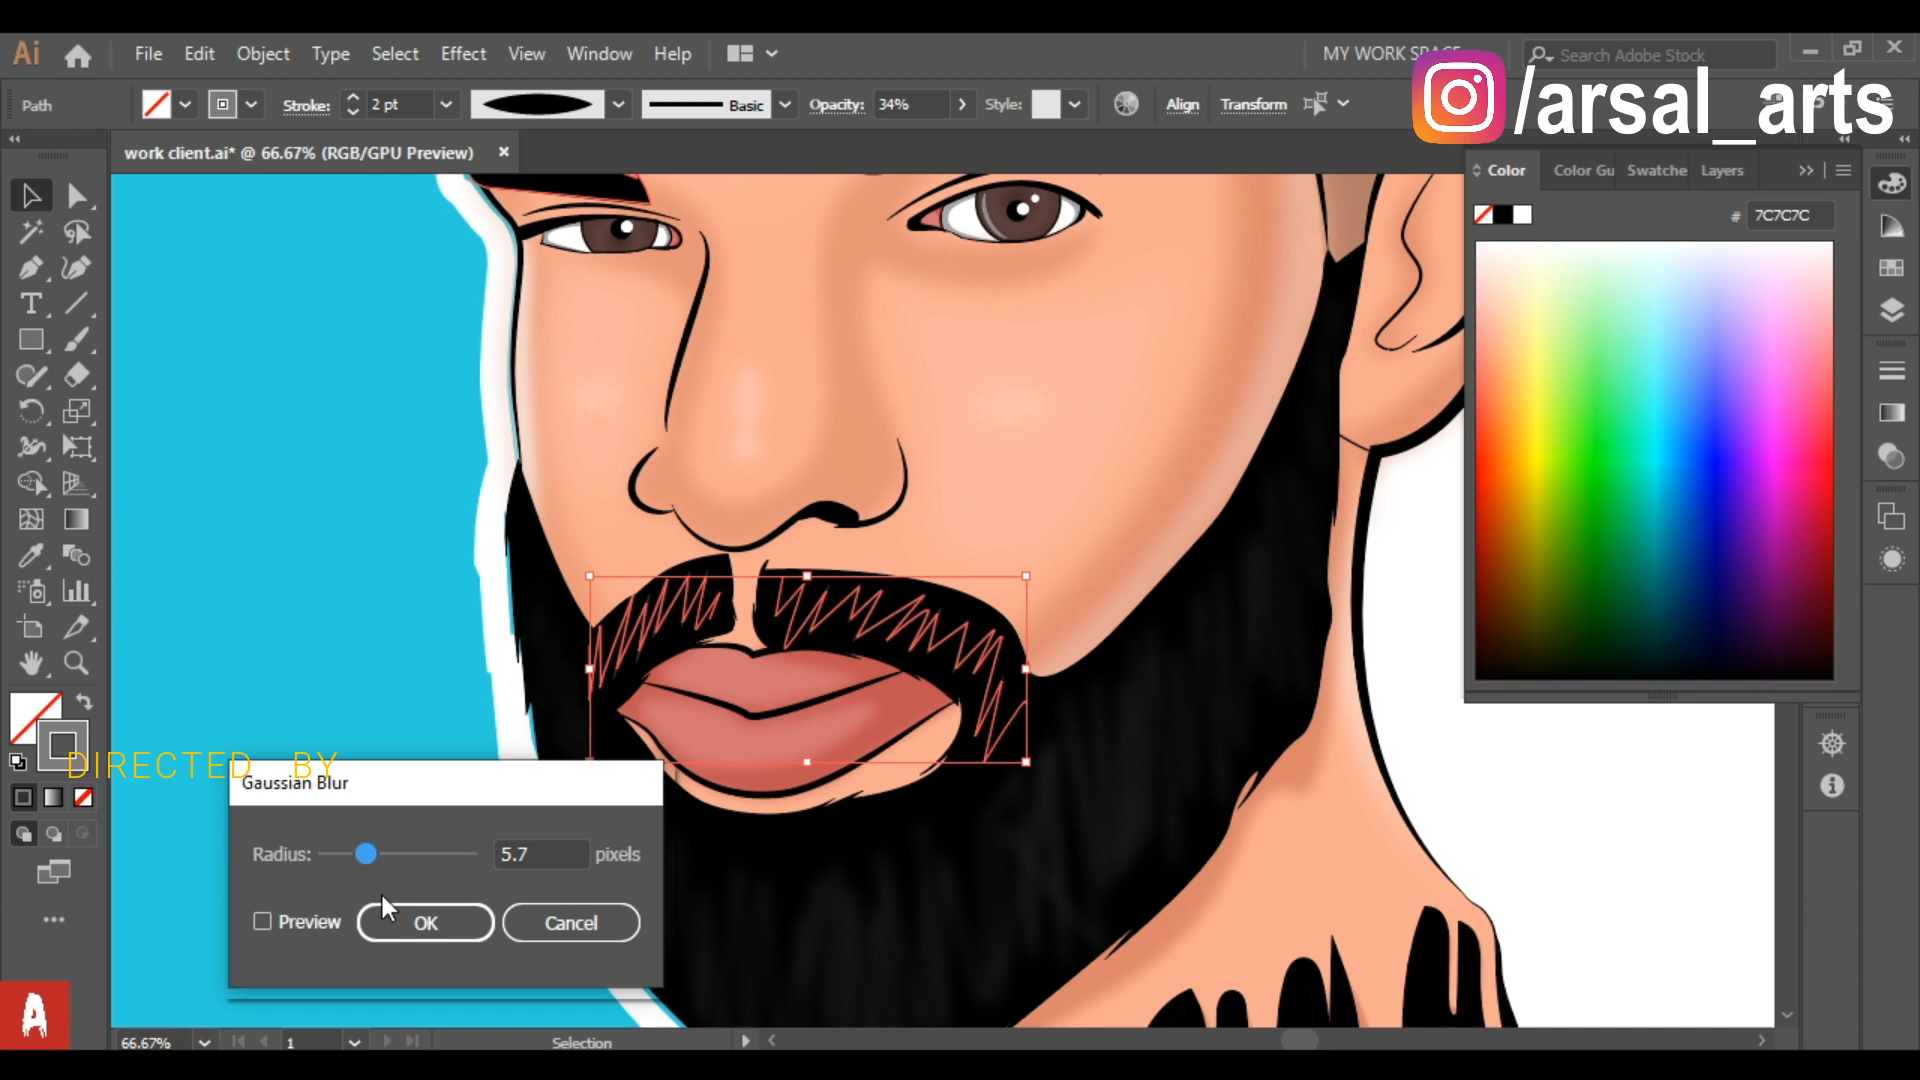 Ai File Edit Object Type Select Effect View Window Help MY WORK SPACE Search Adobe Stock
/arsal_arts
Path Stroke: 2 pt Basic Opacity: 34% Style: Align Transform
work client.ai* @ 66.67% (RGB/GPU Preview)
Color Color Gu Swatche Layers
# 7C7C7C
T
DIRECTED BY
Gaussian Blur
Radius: 5.7 pixels
Preview OK Cancel
A
66.67% 1 Selection